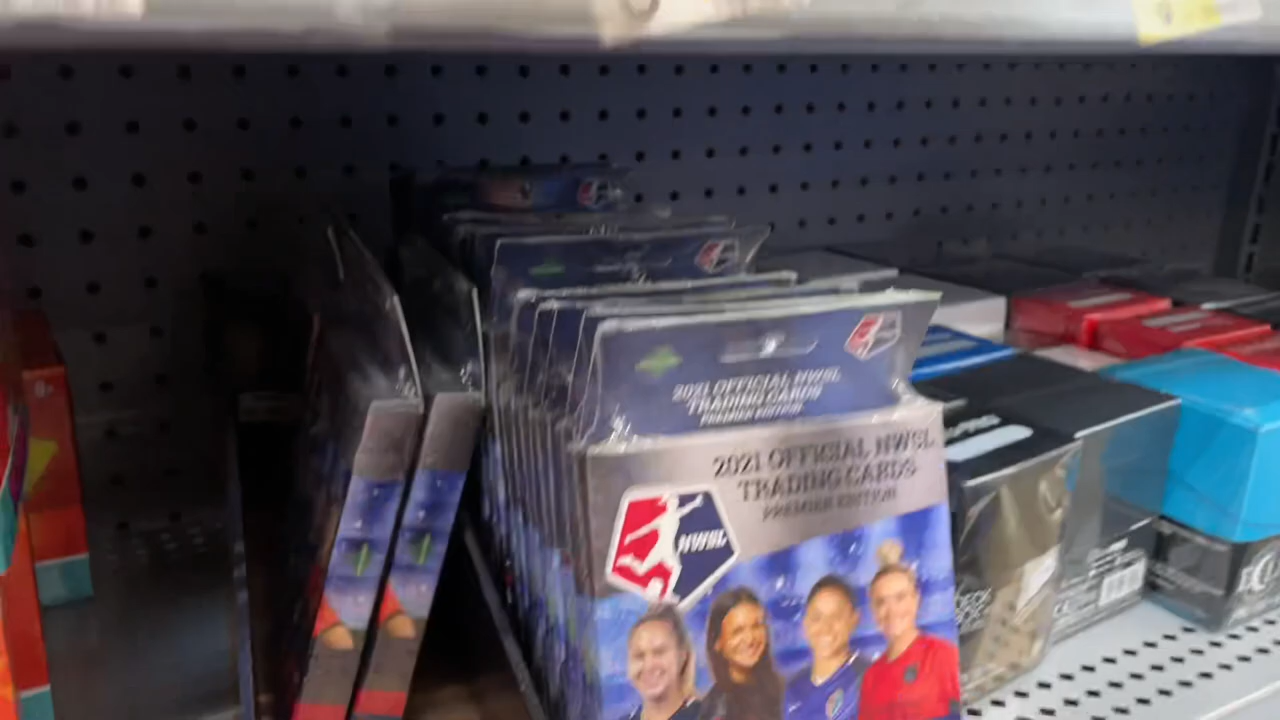 2021 OFFICIAL NWSL
TRADING CARDS
PREMIER EDITION
2021 OFFICIAL NWSL
TRADING CARDS
PREMIER EDITION
NWSL